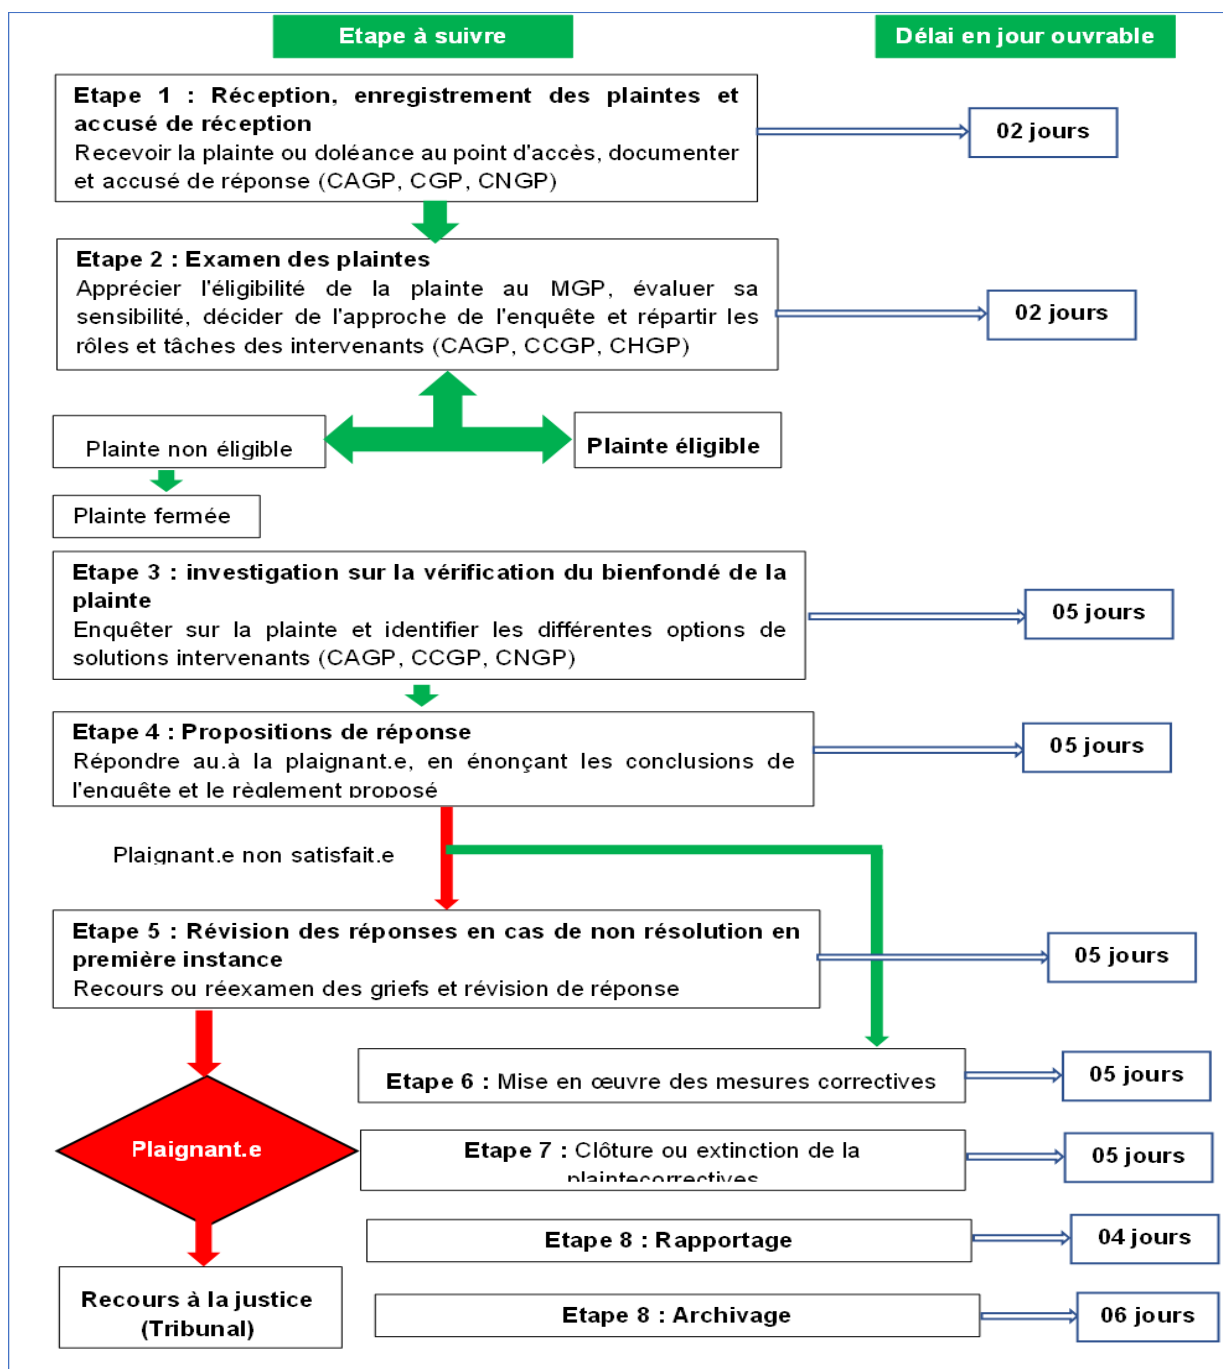 Etape à suivre
Délai en jour ouvrable
Etape 1 : Réception, enregistrement des plaintes et
accusé de réception
Recevoir la plainte ou doléance au point d'accès, documenter
et accusé de réponse (CAGP, CGP, CNGP)
02 jours
Etape 2 : Examen des plaintes
Apprécier l'éligibilité de la plainte au MGP, évaluer sa
sensibilité, décider de l'approche de l'enquête et répartir les
rôles et tâches des intervenants (CAGP, CCGP, CHGP)
02 jours
Plainte non éligible
Plainte éligible
Plainte fermée
Etape 3 : investigation sur la vérification du bienfondé de la
plainte
Enquêter sur la plainte et identifier les différentes options de
solutions intervenants (CAGP, CCGP, CNGP)
05 jours
Etape 4 : Propositions de réponse
Répondre au.à la plaignant.e, en énonçant les conclusions de
l'enquête et le règlement proposé
05 jours
Plaignant.e non satisfait.e
Etape 5 : Révision des réponses en cas de non résolution en
première instance
Recours ou réexamen des griefs et révision de réponse
05 jours
Etape 6 : Mise en œuvre des mesures correctives
05 jours
Plaignant.e
Etape 7 : Clôture ou extinction de la
plaintecorrectives
05 jours
Etape 8 : Rapportage
04 jours
Recours à la justice
(Tribunal)
Etape 8 : Archivage
06 jours